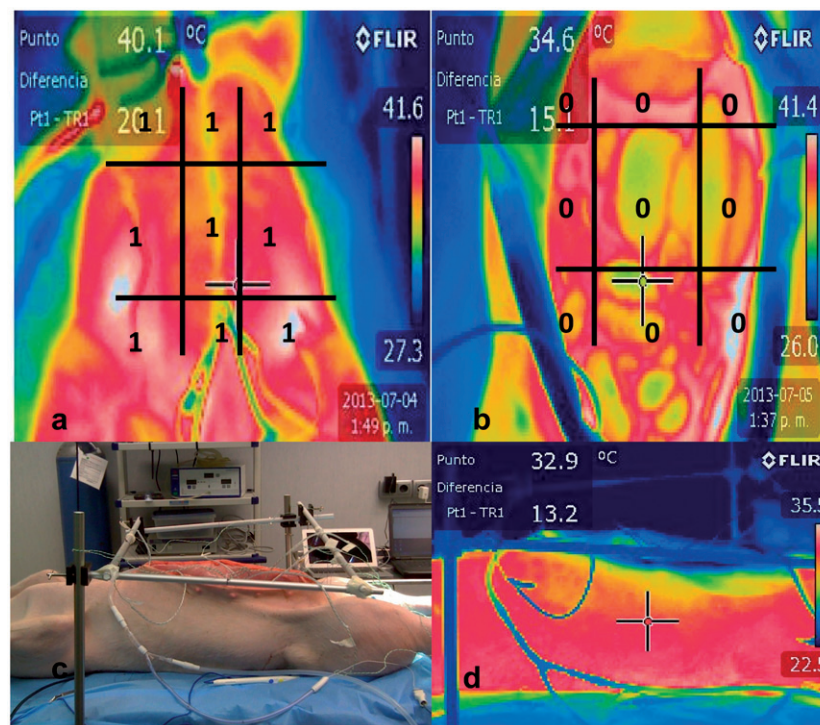 Punto 40.1 °C FLIR
Diferencia
Pt1 - TR1 20.1
41.6
1 1 1
1 1 1
1 1 1
27.3
2013-07-04
1:49 p. m.
a
Punto 34.6 °C FLIR
Diferencia
Pt1 - TR1 15.1
41.4
0 0 0
0 0 0
0 0 0
26.0
2013-07-05
1:37 p. m.
b
c
Punto 32.9 °C FLIR
Diferencia
Pt1 - TR1 13.2
35.5
22.5
d